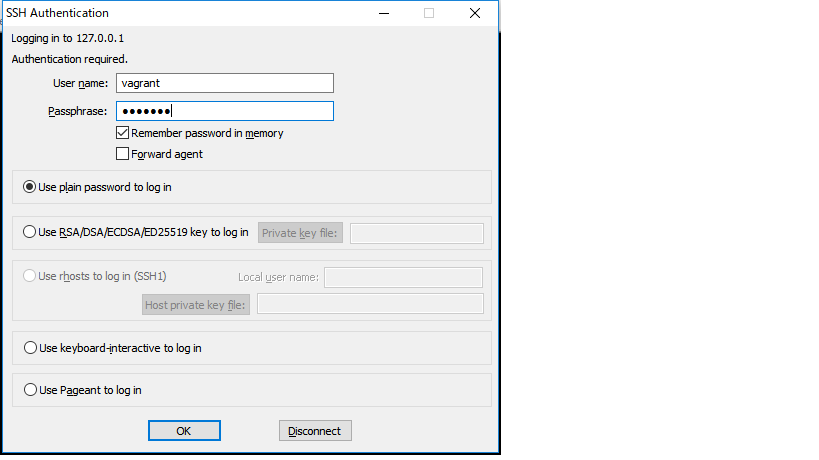 SSH Authentication
Logging in to 127.0.0.1
Authentication required.
User name: vagrant
Passphrase: ●●●●●●●
Remember password in memory
Forward agent
Use plain password to log in
Use RSA/DSA/ECDSA/ED25519 key to log in Private key file:
Use rhosts to log in (SSH1) Local user name:
Host private key file:
Use keyboard-interactive to log in
Use Pageant to log in
OK Disconnect